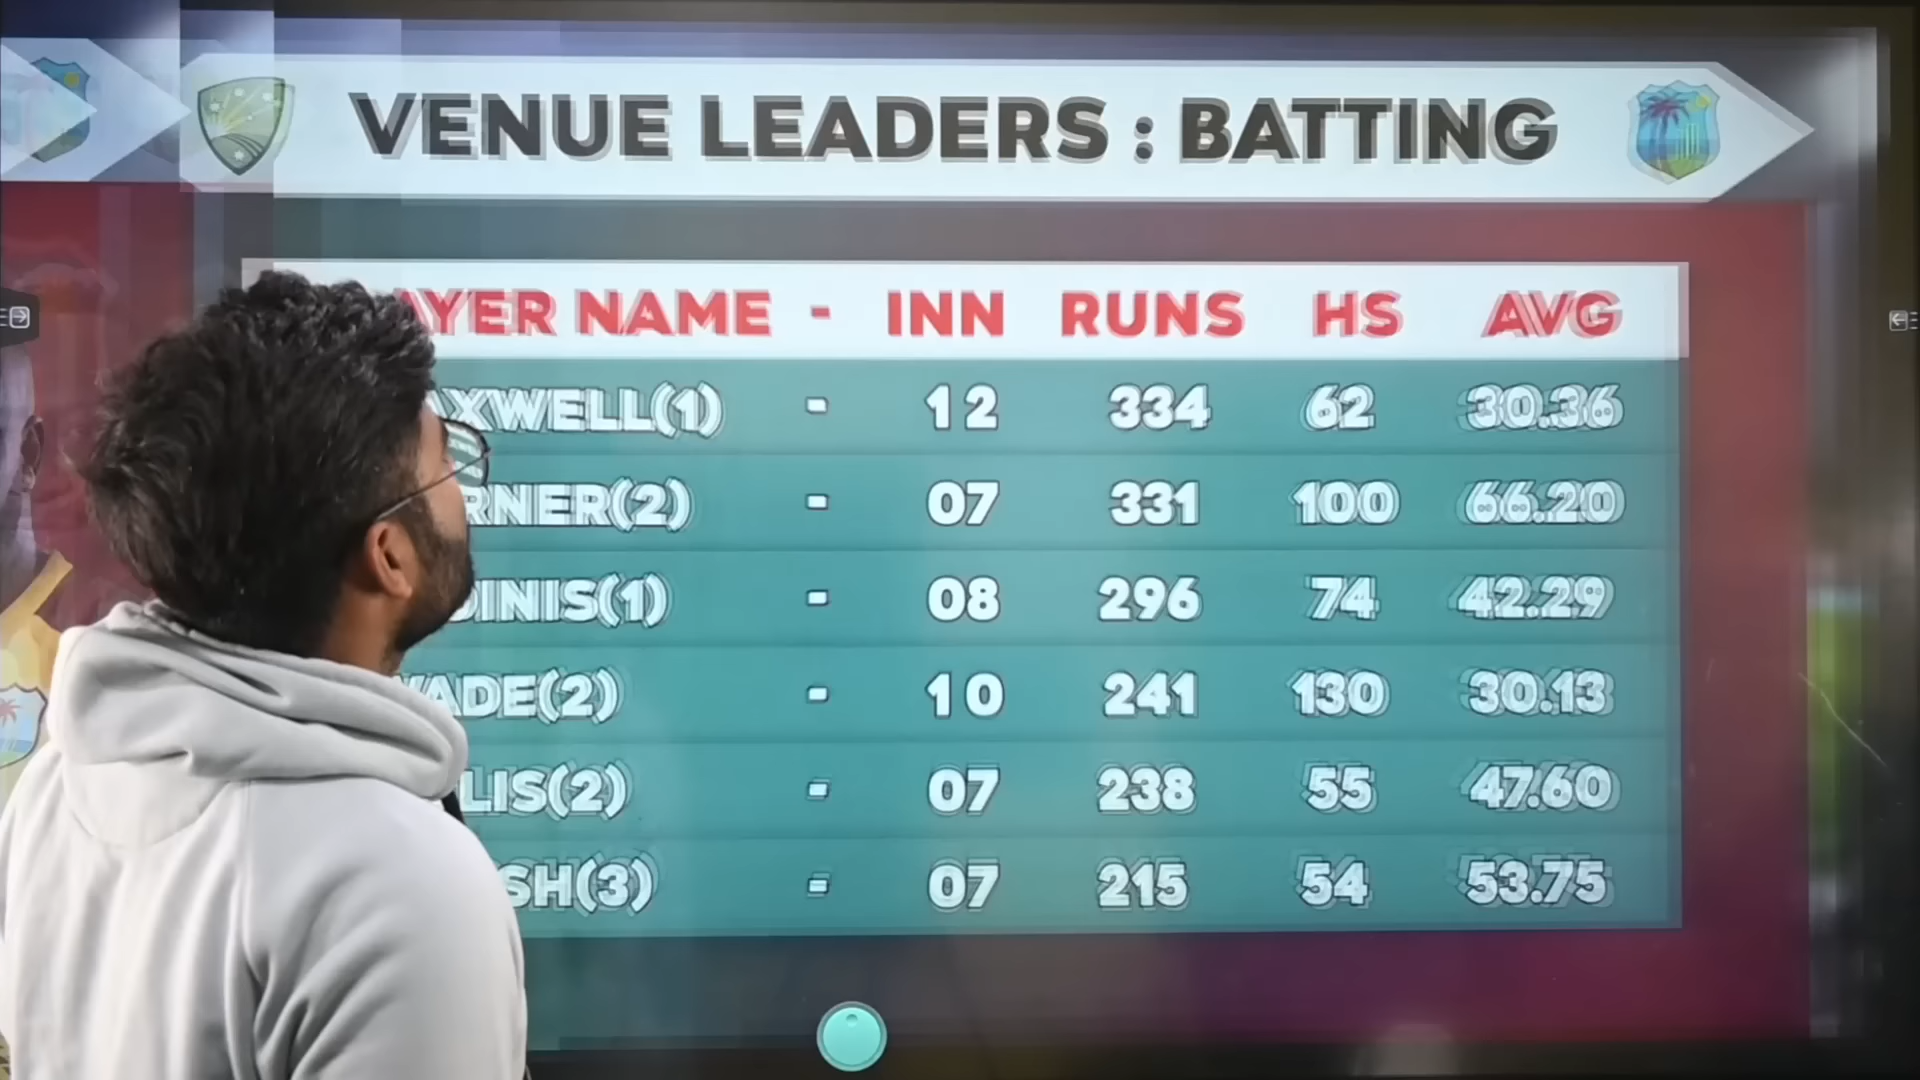 VENUE LEADERS : BATTING
AYER NAME - INN RUNS HS AVG
AXWELL(1) - 12 334 62 30.36
RNER(2) - 07 331 100 66.20
OINIS(1) - 08 296 74 42.29
WADE(2) - 10 241 130 30.13
LIS(2) - 07 238 55 47.60
SH(3) - 07 215 54 53.75